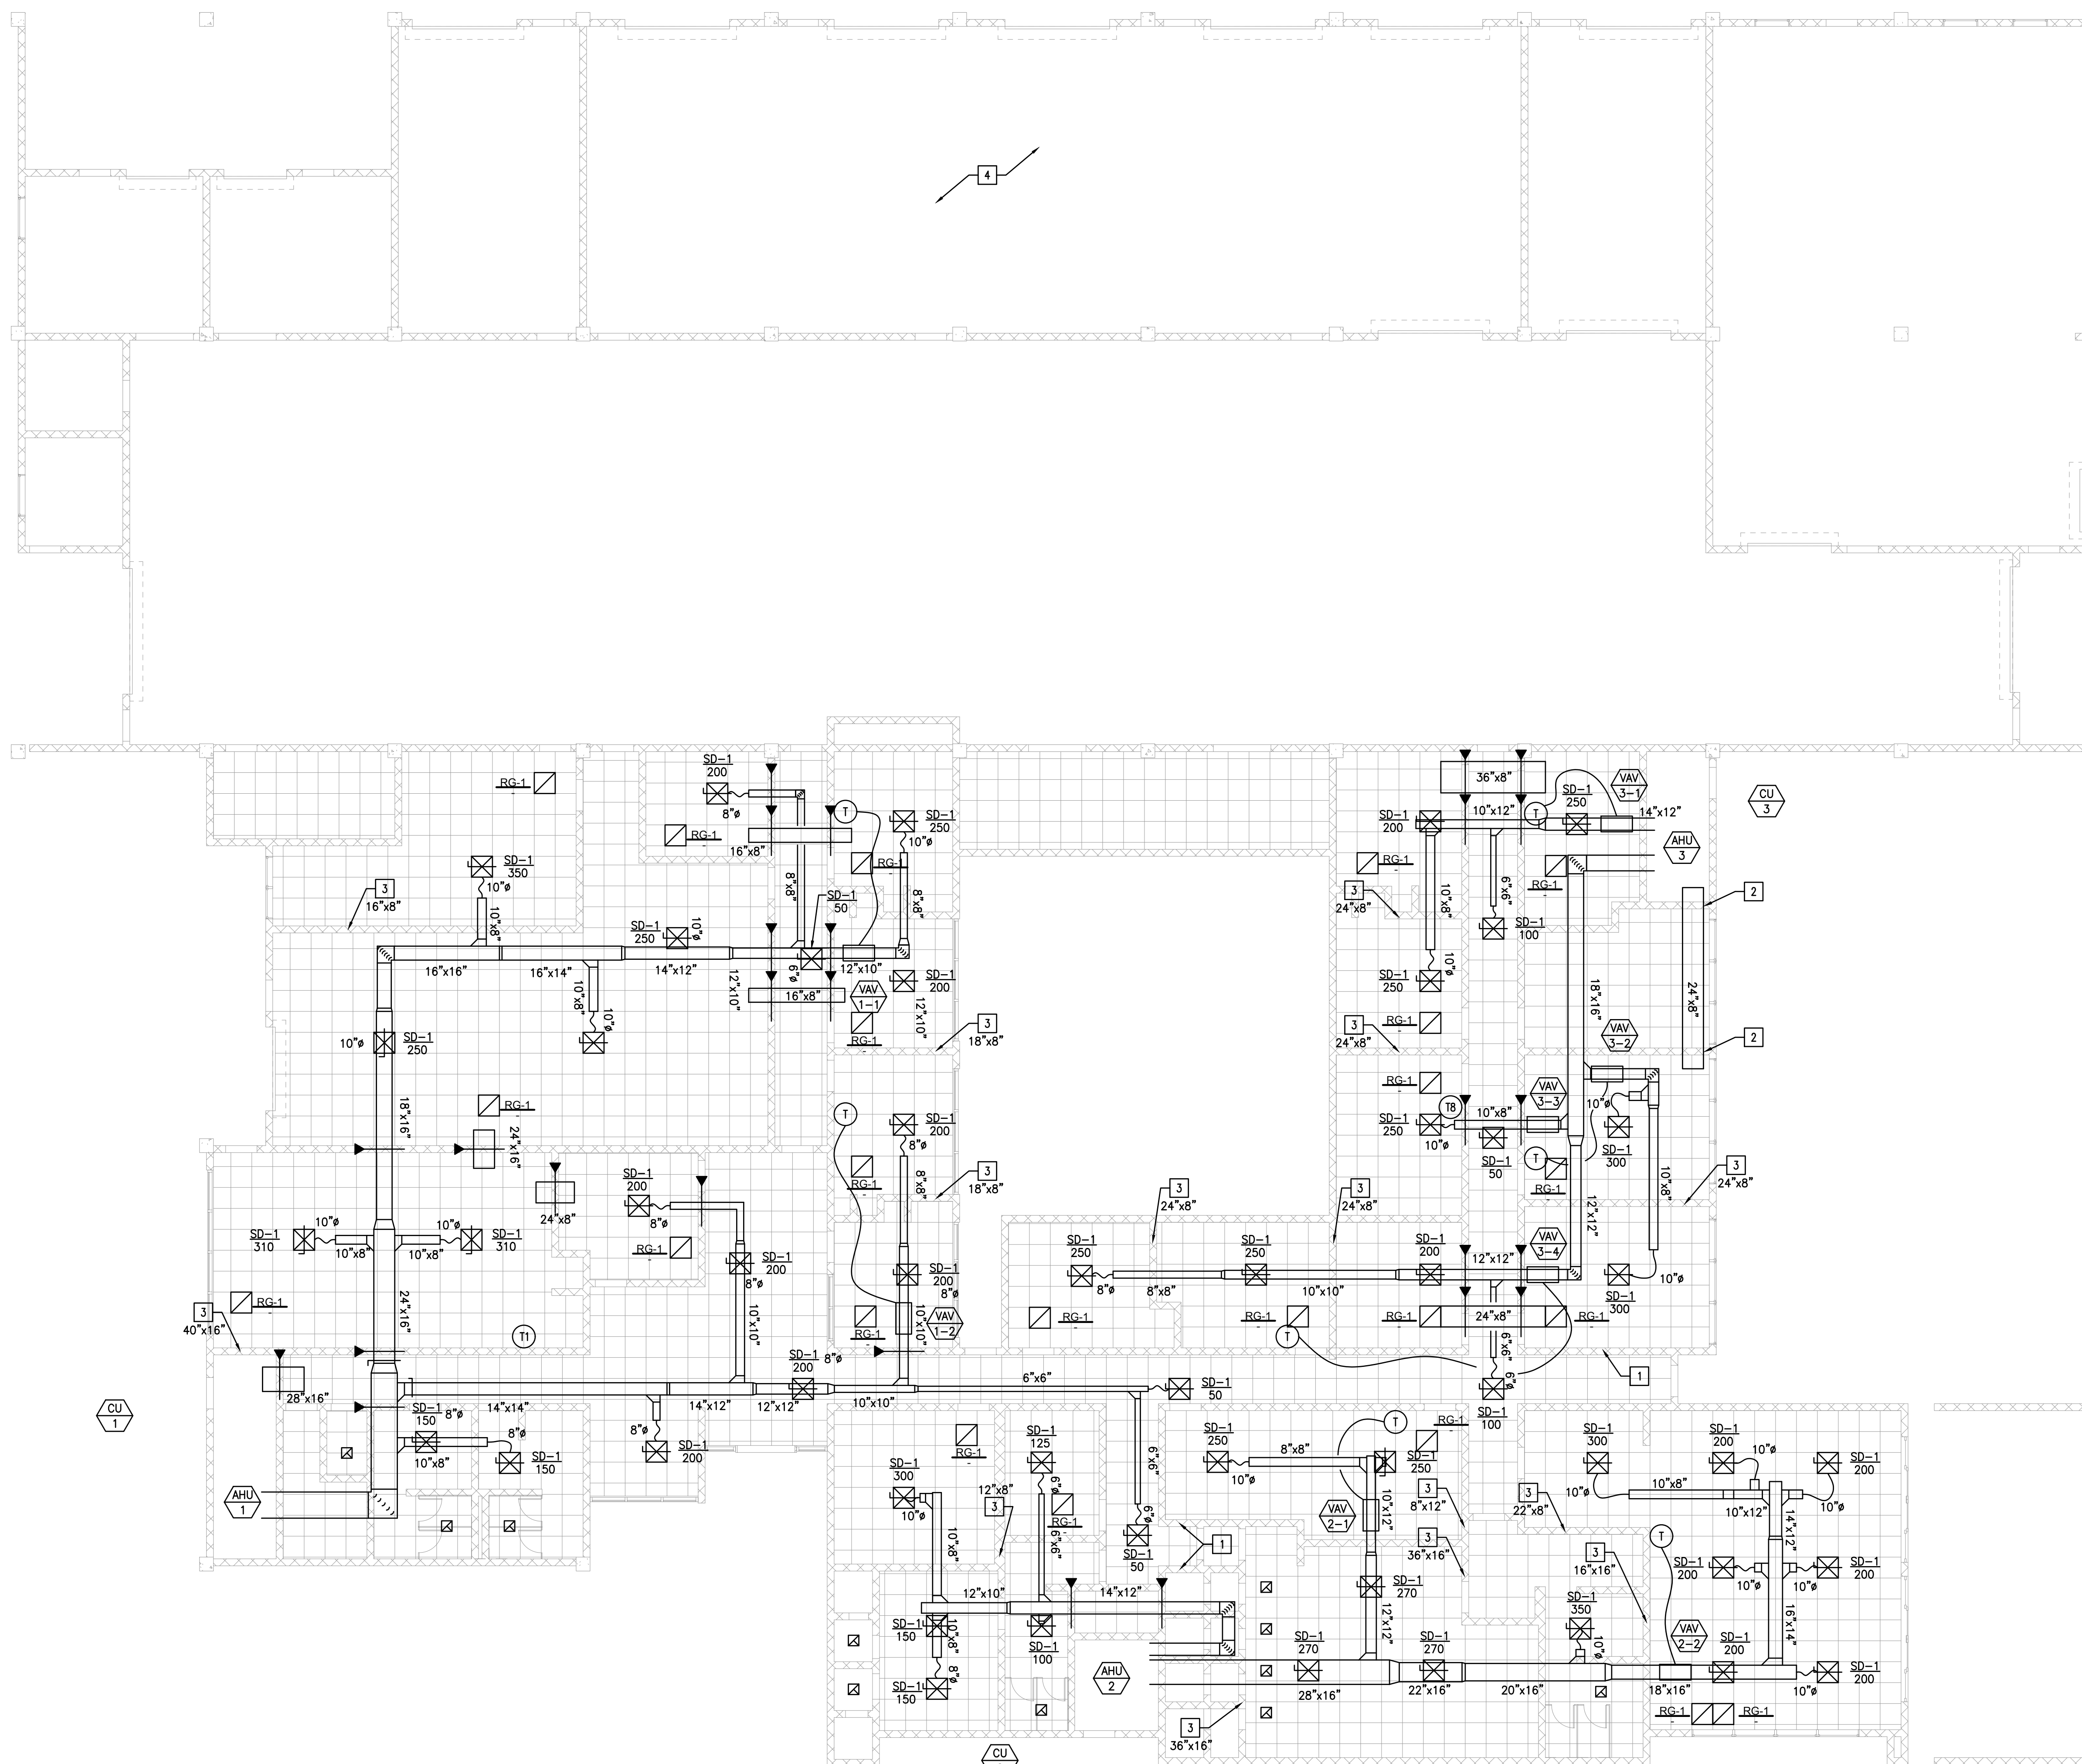 4
SD-1
200
RG-1
-
8"ø
RG-1
-
16"x8"
T
SD-1
250
10"ø
RG-1
-
8"x8"
8"x8"
SD-1
50
36"x8"
10"x12"
SD-1
200
T
SD-1
250
VAV
3-1
14"x12"
CU
3
AHU
3
SD-1
350
10"ø
10"x8"
3
16"x8"
RG-1
-
3
24"x8"
10"x8"
6"x6"
RG-1
-
2
SD-1
250
10"ø
16"x16"
16"x14"
14"x12"
12"x10"
6"ø
12"x10"
SD-1
100
10"x8"
10"ø
16"x8"
VAV
1-1
SD-1
200
12"x10"
RG-1
-
3
18"x8"
SD-1
250
10"ø
RG-1
-
3
24"x8"
18"x16"
24"x8"
VAV
3-2
2
10"ø
SD-1
250
18"x16"
RG-1
-
24"x16"
T
SD-1
200
8"ø
RG-1
-
8"x8"
3
18"x8"
RG-1
-
T8
SD-1
250
10"ø
10"x8"
VAV
3-3
10"ø
SD-1
50
SD-1
300
T
RG-1
-
10"x8"
12"x12"
3
24"x8"
SD-1
200
8"ø
24"x8"
3
24"x8"
3
24"x8"
SD-1
310
10"ø
10"x8"
10"x8"
10"ø
SD-1
310
RG-1
-
SD-1
200
8"ø
SD-1
200
8"ø
SD-1
250
8"ø
8"x8"
SD-1
250
10"x10"
SD-1
200
12"x12"
VAV
3-4
SD-1
300
10"ø
RG-1
-
3
40"x16"
24"x16"
T1
10"x10"
RG-1
-
10"x10"
VAV
1-2
RG-1
-
RG-1
-
T
RG-1
-
24"x8"
RG-1
-
6"x6"
6"ø
1
28"x16"
CU
1
SD-1
150
8"ø
14"x14"
8"ø
14"x12"
SD-1
200
8"ø
12"x12"
10"x10"
6"x6"
SD-1
50
SD-1
100
10"x8"
SD-1
150
8"ø
SD-1
200
AHU
1
RG-1
-
SD-1
125
6"ø
6"x6"
SD-1
300
10"ø
10"x8"
12"x8"
3
RG-1
-
6"x6"
6"ø
SD-1
50
SD-1
250
10"ø
8"x8"
T
RG-1
-
SD-1
250
10"x12"
VAV
2-1
3
8"x12"
3
22"x8"
3
36"x16"
1
SD-1
300
10"ø
SD-1
200
10"ø
SD-1
200
10"x8"
10"x12"
10"ø
14"x12"
T
3
16"x16"
SD-1
200
10"ø
10"ø
SD-1
200
12"x10"
14"x12"
SD-1
150
10"x8"
8"ø
SD-1
150
SD-1
100
AHU
2
SD-1
270
12"x12"
SD-1
270
28"x16"
SD-1
270
22"x16"
SD-1
350
10"ø
20"x16"
VAV
2-2
18"x16"
SD-1
200
16"x14"
10"ø
SD-1
200
RG-1
-
RG-1
-
3
36"x16"
CU